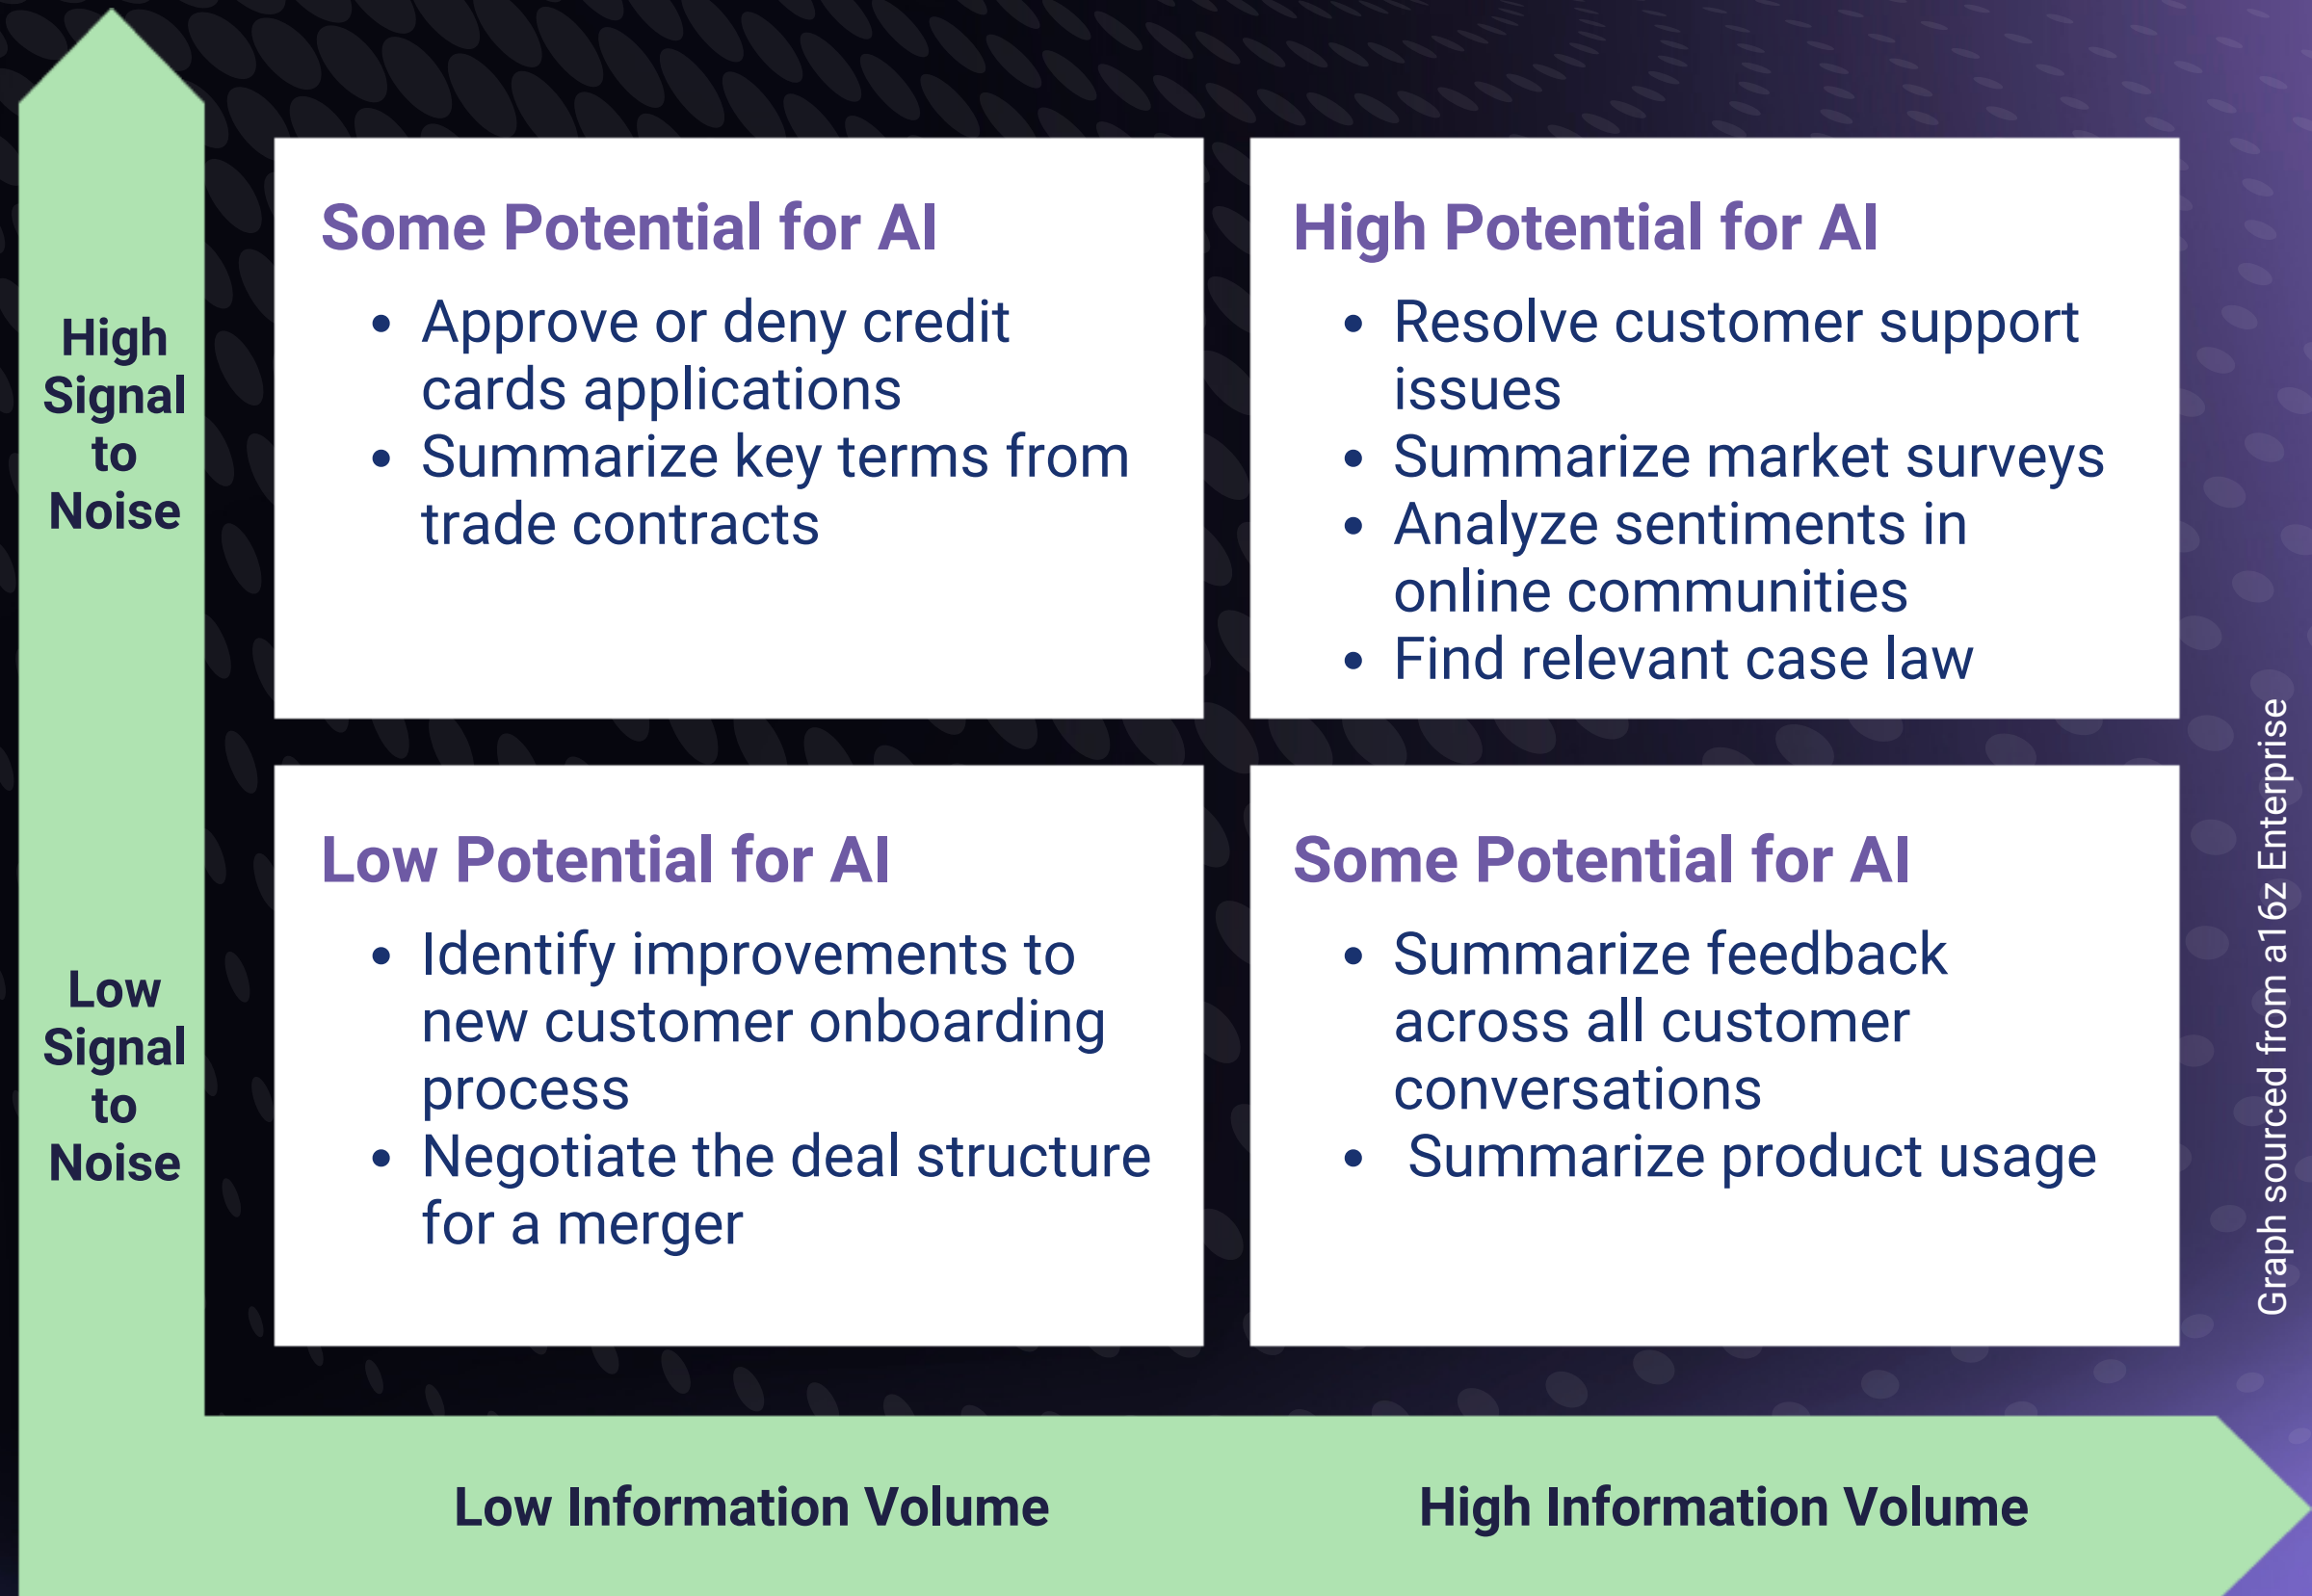 High
Signal
to
Noise
Some Potential for AI
• Approve or deny credit
cards applications
• Summarize key terms from
trade contracts
High Potential for AI
• Resolve customer support
issues
• Summarize market surveys
• Analyze sentiments in
online communities
• Find relevant case law
Low
Signal
to
Noise
Low Potential for AI
• Identify improvements to
new customer onboarding
process
• Negotiate the deal structure
for a merger
Some Potential for AI
• Summarize feedback
across all customer
conversations
• Summarize product usage
Low Information Volume
High Information Volume
Graph sourced from a16z Enterprise